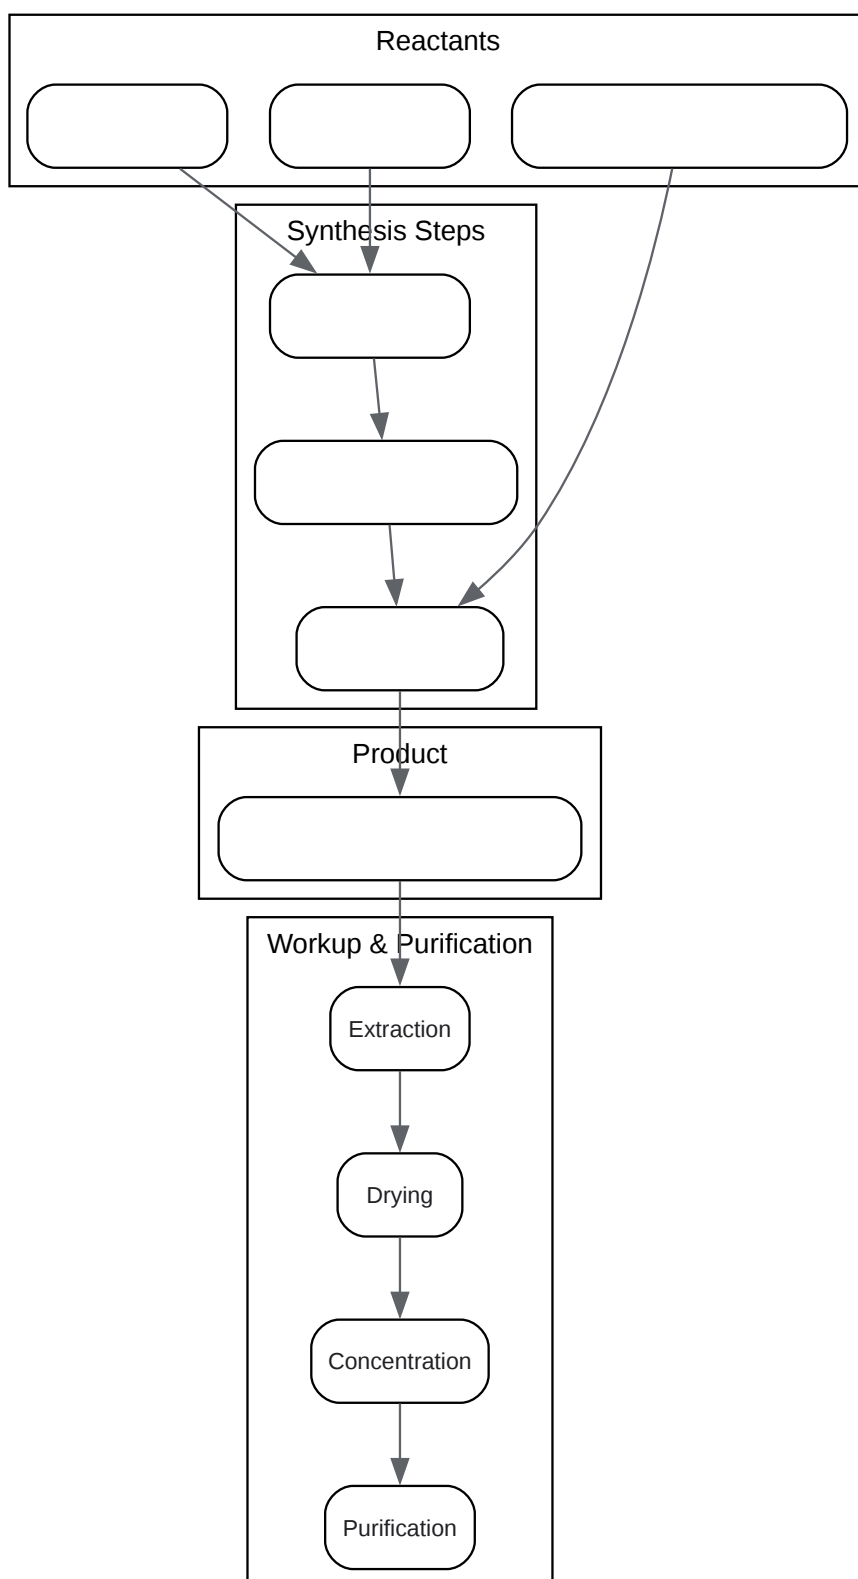 Reactants
Synthesis Steps
Product
Workup & Purification
Extraction
Drying
Concentration
Purification